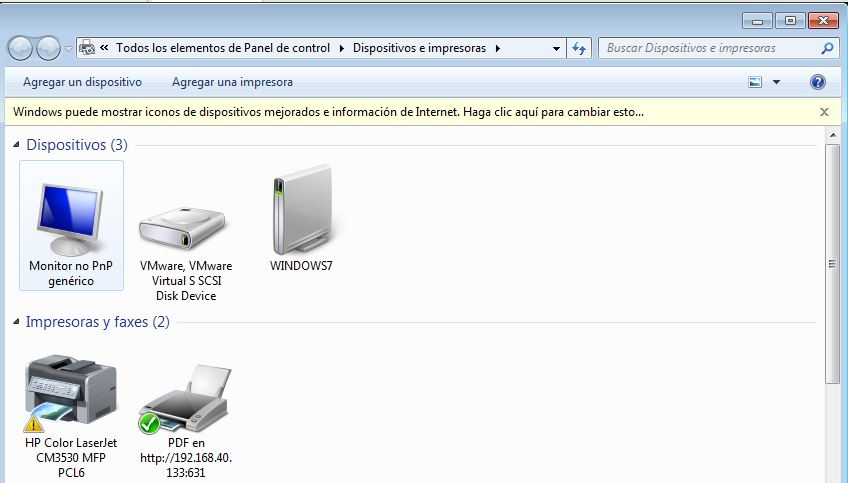 « Todos los elementos de Panel de control Dispositivos e impresoras Buscar Dispositivos e impresoras
Agregar un dispositivo Agregar una impresora
Windows puede mostrar iconos de dispositivos mejorados e información de Internet. Haga clic aquí para cambiar esto...
Dispositivos (3)
Monitor no PnP
genérico
VMware, VMware
Virtual S SCSI
Disk Device
WINDOWS7
Impresoras y faxes (2)
HP Color LaserJet
CM3530 MFP
PCL6
PDF en
http://192.168.40.
133:631